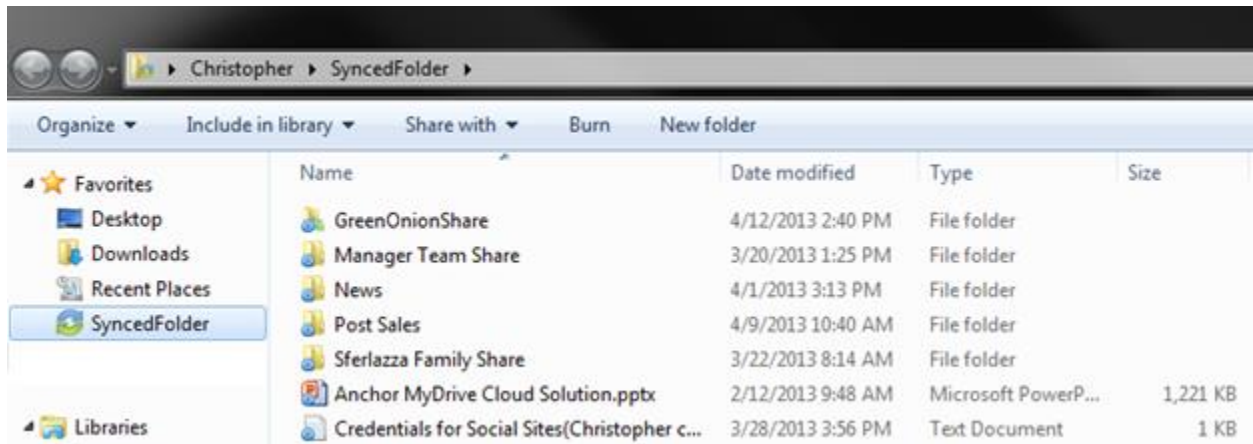 Christopher SyncedFolder
Organize Include in library Share with Burn New folder
Favorites
Desktop
Downloads
Recent Places
SyncedFolder
Libraries
Name Date modified Type Size
GreenOnionShare 4/12/2013 2:40 PM File folder
Manager Team Share 3/20/2013 1:25 PM File folder
News 4/1/2013 3:13 PM File folder
Post Sales 4/9/2013 10:40 AM File folder
Sferlazza Family Share 3/22/2013 8:14 AM File folder
Anchor MyDrive Cloud Solution.pptx 2/12/2013 9:48 AM Microsoft PowerP... 1,221 KB
Credentials for Social Sites(Christopher c... 3/28/2013 3:56 PM Text Document 1 KB